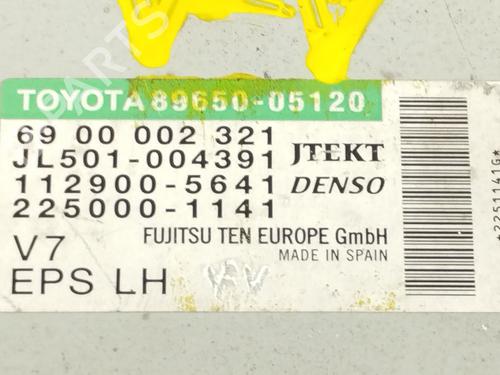 TOYOTA 89650-05120
69 00 002 321
JL501-004391 JTEKT
112900-5641 DENSO
225000-1141
V7 FUJITSU TEN EUROPE GmbH
MADE IN SPAIN
EPS LH
*2251141G*